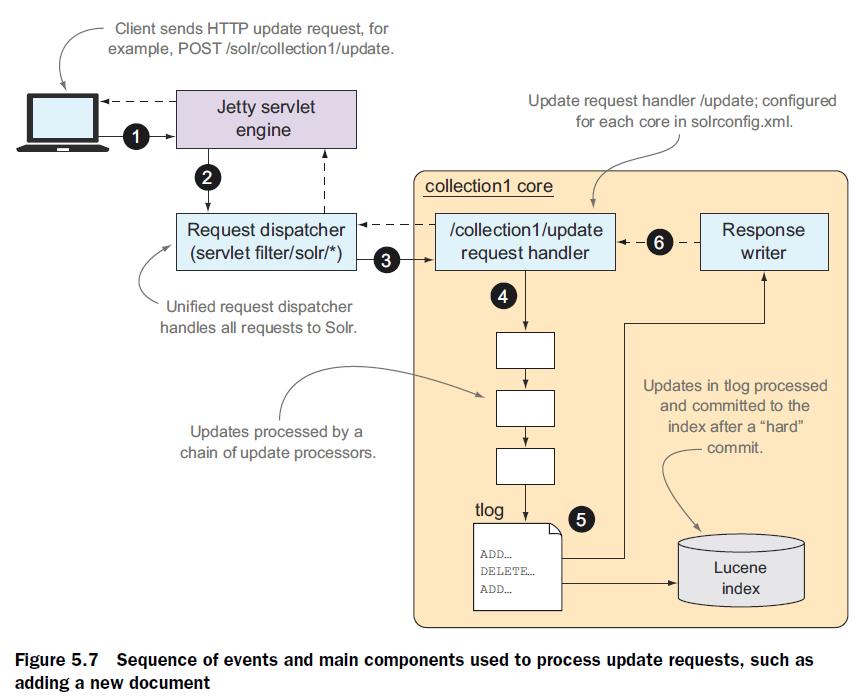 Client sends HTTP update request, for
example, POST /solr/collection1/update.
Jetty servlet
engine
Update request handler /update; configured
for each core in solrconfig.xml.
1
2
collection1 core
Request dispatcher
(servlet filter/solr/*)
3
/collection1/update
request handler
6
Response
writer
4
Unified request dispatcher
handles all requests to Solr.
Updates in tlog processed
and committed to the
index after a “hard”
commit.
Updates processed by a
chain of update processors.
tlog
5
ADD…
DELETE…
ADD…
Lucene
index
Figure 5.7 Sequence of events and main components used to process update requests, such as
adding a new document